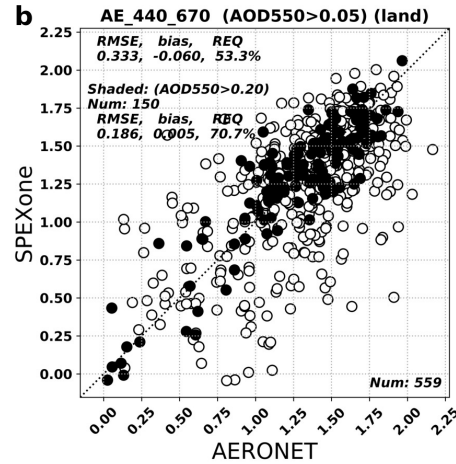 b
AE_440_670 (AOD550>0.05) (land)
RMSE, bias, REQ
0.333, -0.060, 53.3%
Shaded: (AOD550>0.20)
Num: 150
RMSE, bias, REQ
0.186, 0.005, 70.7%
Num: 559
SPEXone
2.25
2.00
1.75
1.50
1.25
1.00
0.75
0.50
0.25
0.00
0.00 0.25 0.50 0.75 1.00 1.25 1.50 1.75 2.00 2.25
AERONET